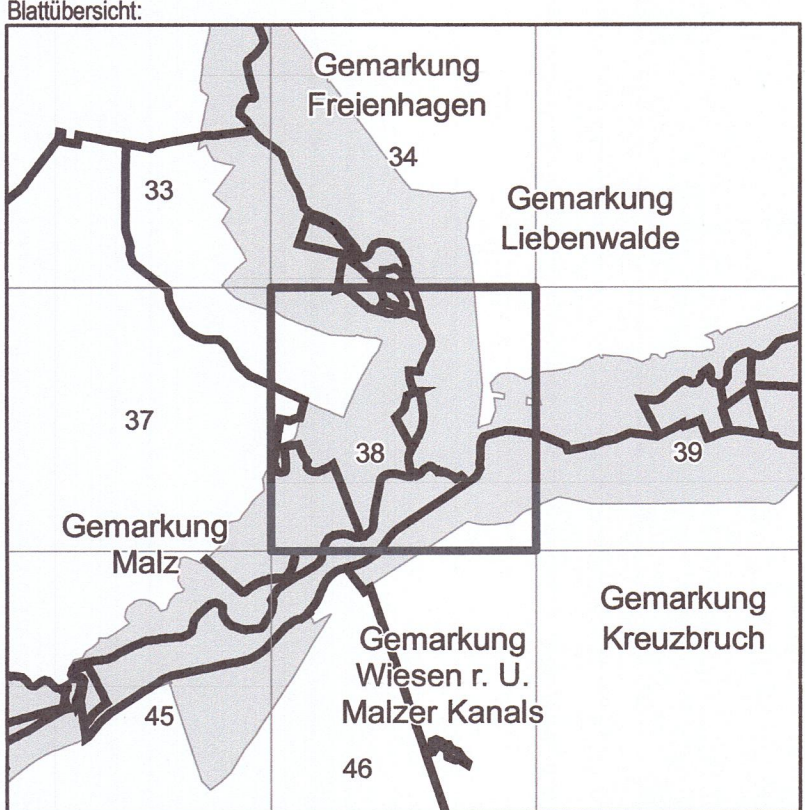 Blattübersicht:
Gemarkung
Freienhagen
34
33
Gemarkung
Liebenwalde
37
38
39
Gemarkung
Malz
Gemarkung
Kreuzbruch
Gemarkung
Wiesen r. U.
Malzer Kanals
45
46